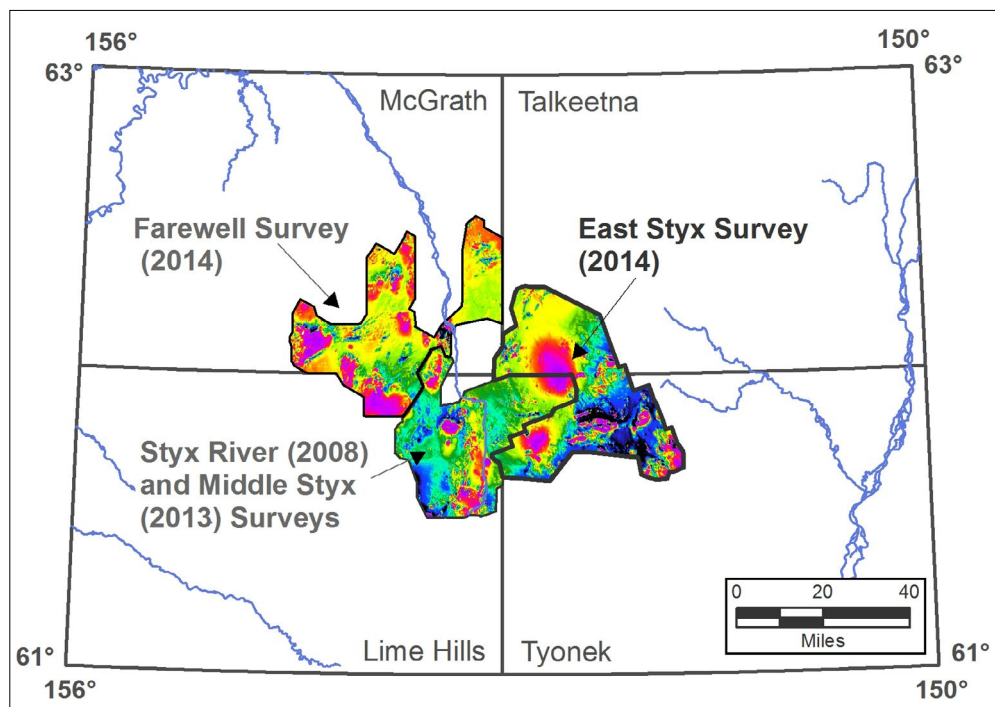 156°
150°
63°
63°
McGrath
Talkeetna
Farewell Survey
(2014)
East Styx Survey
(2014)
Styx River (2008)
and Middle Styx
(2013) Surveys
0
20
40
Miles
Lime Hills
Tyonek
61°
61°
156°
150°